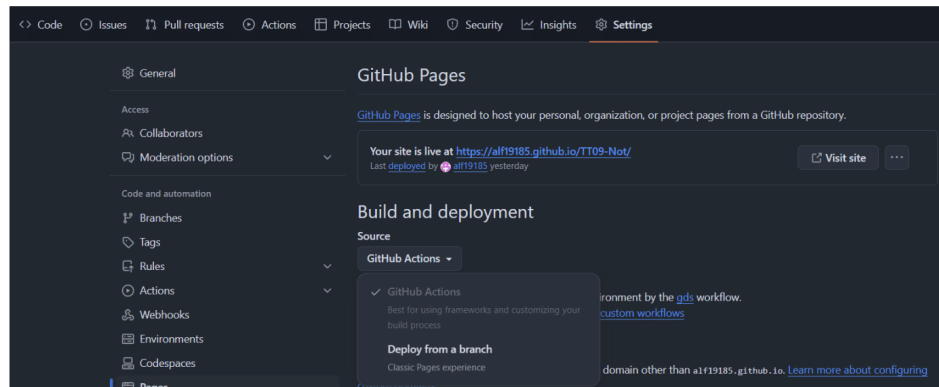 Code Issues Pull requests Actions Projects Wiki Security Insights Settings
General
Access
Collaborators
Moderation options
Code and automation
Branches
Tags
Rules
Actions
Webhooks
Environments
Codespaces
Pages
GitHub Pages
GitHub Pages is designed to host your personal, organization, or project pages from a GitHub repository.
Your site is live at https://alf19185.github.io/TT09-Not/
Last deployed by alf19185 yesterday
Visit site
Build and deployment
Source
GitHub Actions
GitHub Actions
Best for using frameworks and customizing your
build process
Deploy from a branch
Classic Pages experience
ironment by the gds workflow.
custom workflows
domain other than alf19185.github.io. Learn more about configuring